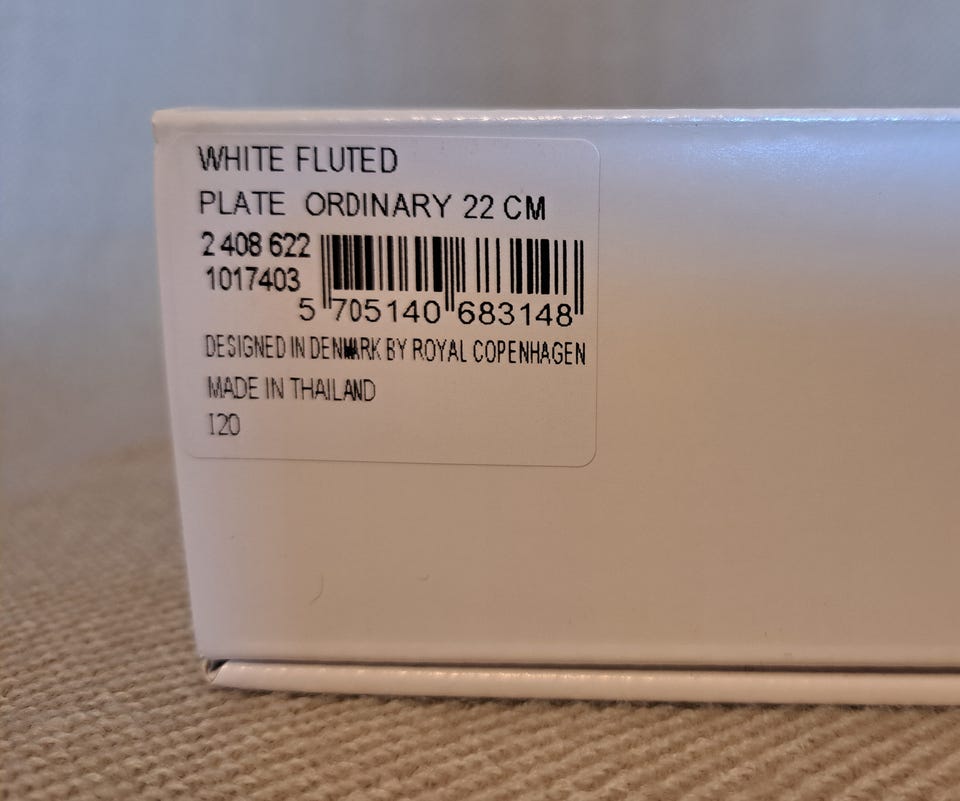 WHITE FLUTED
PLATE ORDINARY 22 CM
2 408 622
1017403
5 705140 683148
DESIGNED IN DENMARK BY ROYAL COPENHAGEN
MADE IN THAILAND
I20